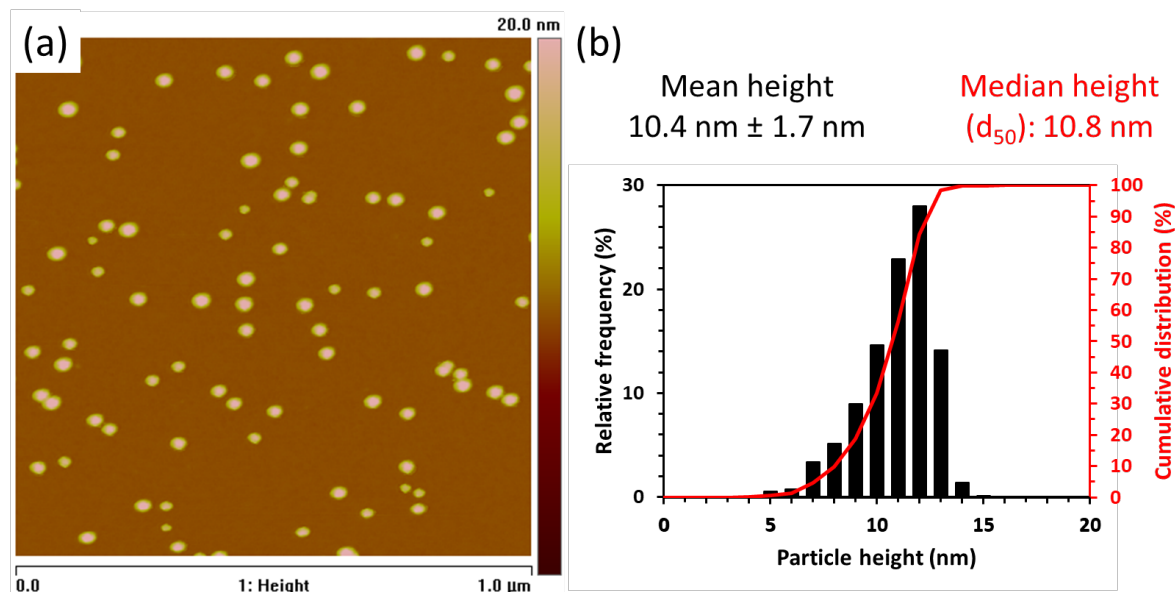 (a)
20.0 nm
0.0
1: Height
1.0 µm
(b)
Mean height
10.4 nm ± 1.7 nm
Median height
(d₅₀): 10.8 nm
Relative frequency (%)
30
20
10
0
0
5
10
15
20
Particle height (nm)
100
90
80
70
60
50
40
30
20
10
0
Cumulative distribution (%)